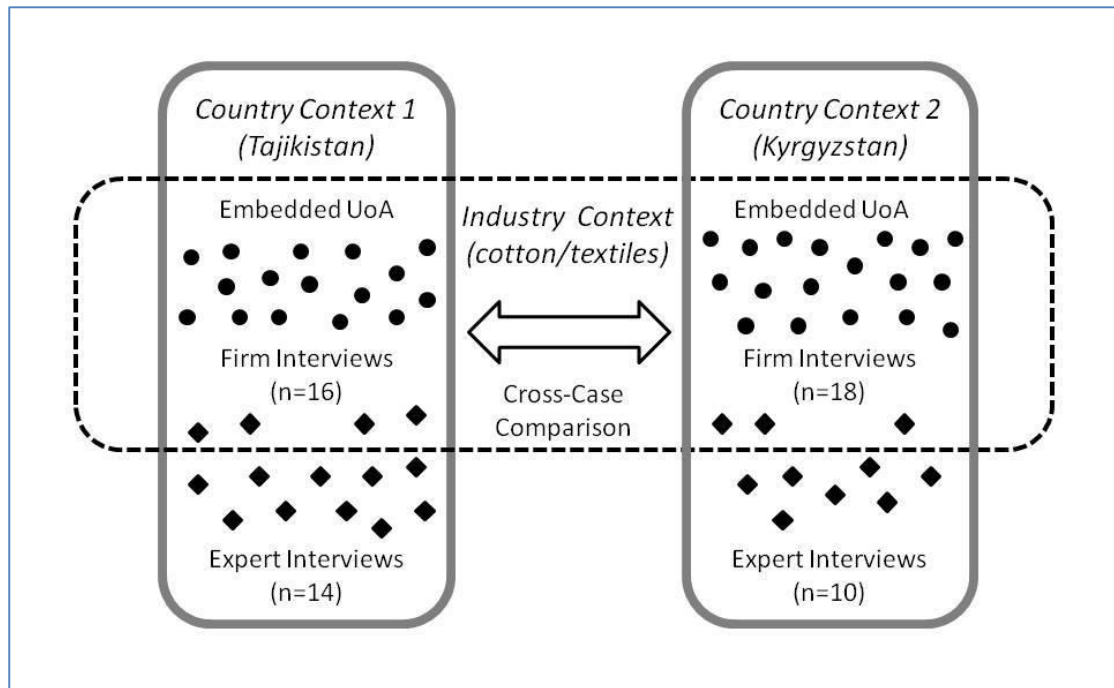 Country Context 1
(Tajikistan)
Embedded UoA
Firm Interviews
(n=16)
Expert Interviews
(n=14)
Industry Context
(cotton/textiles)
Cross-Case
Comparison
Country Context 2
(Kyrgyzstan)
Embedded UoA
Firm Interviews
(n=18)
Expert Interviews
(n=10)